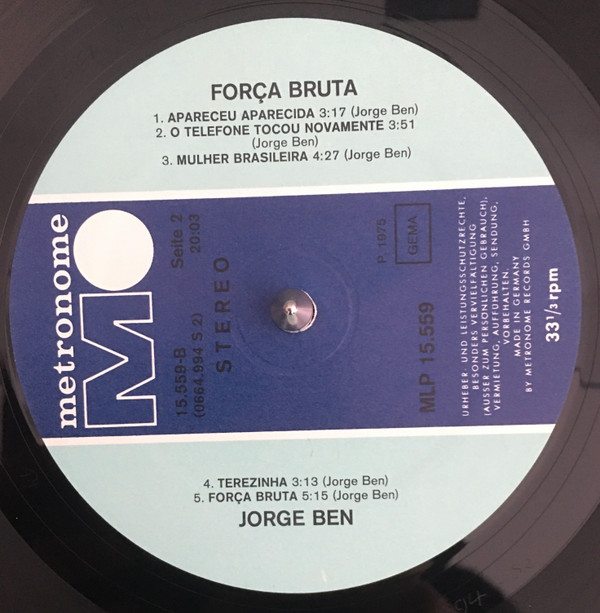 FORÇA BRUTA
1. APARECEU APARECIDA 3:17 (Jorge Ben)
2. O TELEFONE TOCOU NOVAMENTE 3:51
(Jorge Ben)
3. MULHER BRASILEIRA 4:27 (Jorge Ben)
metronome
M
15.559-B
(0664.994 S 2)
Seite 2
20:03
STEREO
P. 1975
GEMA
MLP 15.559
URHEBER- UND LEISTUNGSSCHUTZRECHTE,
BESONDERS VERVIELFÄLTIGUNG
(AUSSER ZUM PERSÖNLICHEN GEBRAUCH),
VERMIETUNG, AUFFÜHRUNG, SENDUNG,
VORBEHALTEN.
MADE IN GERMANY
BY METRONOME RECORDS GMBH
33 1/3 rpm
4. TEREZINHA 3:13 (Jorge Ben)
5. FORÇA BRUTA 5:15 (Jorge Ben)
JORGE BEN